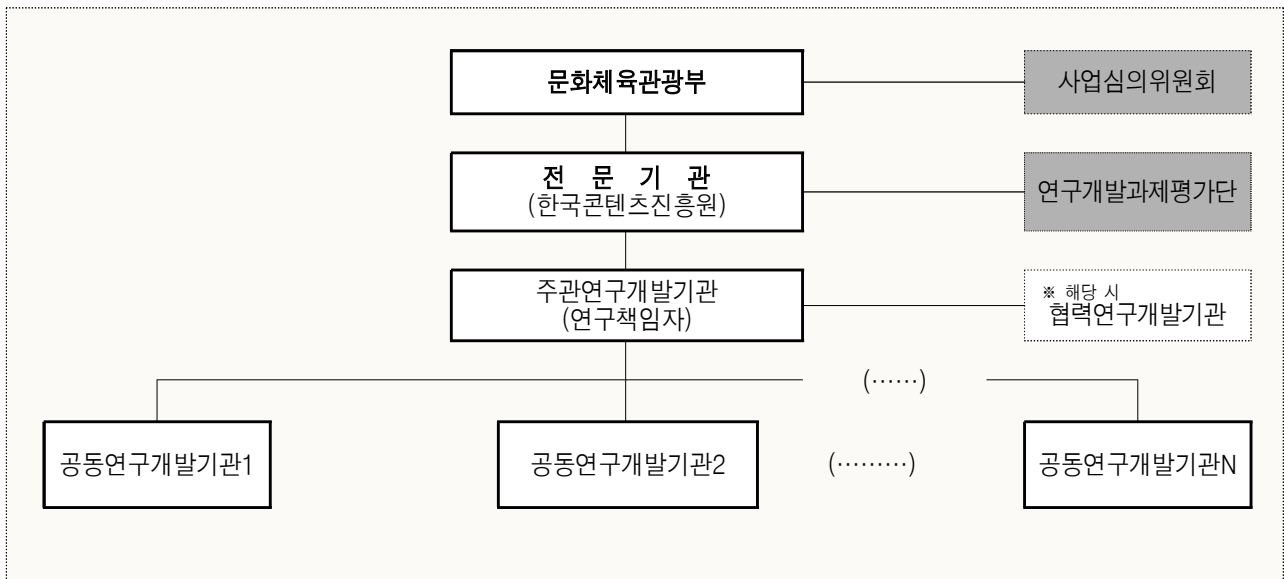 문화체육관광부
사업심의위원회
전 문 기 관
(한국콘텐츠진흥원)
연구개발과제평가단
주관연구개발기관
(연구책임자)
※ 해당 시
협력연구개발기관
(……)
공동연구개발기관1
공동연구개발기관2
(………)
공동연구개발기관N